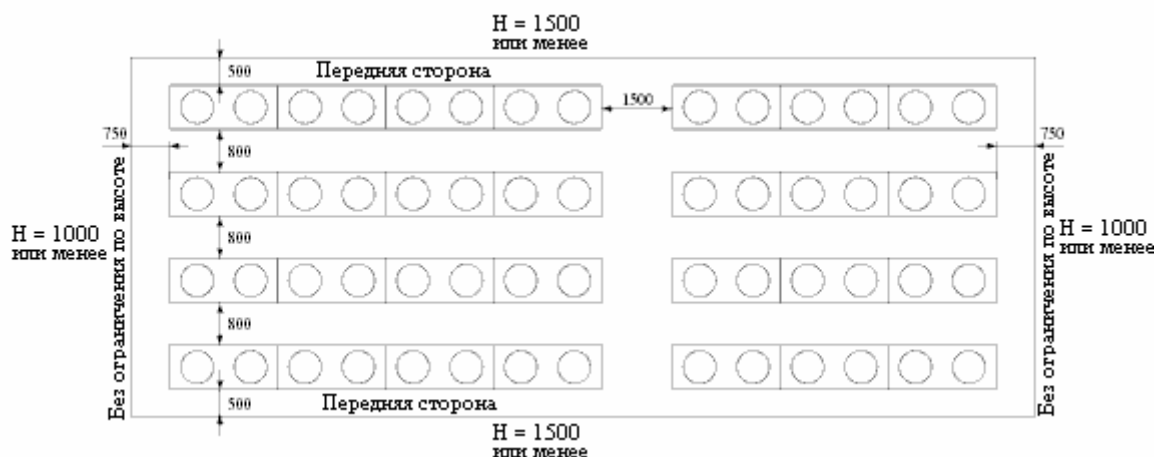 H = 1500
или менее
500
Передняя сторона
1500
750
750
800
Без ограничения по высоте
Без ограничения по высоте
H = 1000
или менее
H = 1000
или менее
800
800
500
Передняя сторона
H = 1500
или менее